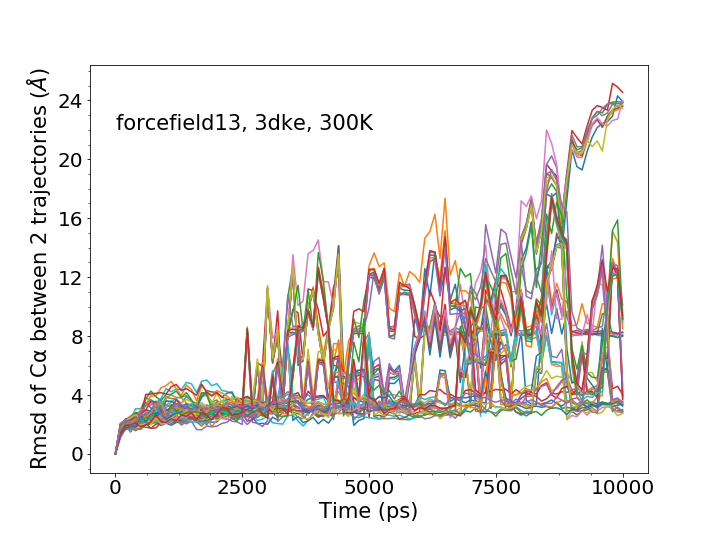 forcefield13, 3dke, 300K
Rmsd of Cα between 2 trajectories (Å)
24
20
16
12
8
4
0
0 2500 5000 7500 10000
Time (ps)